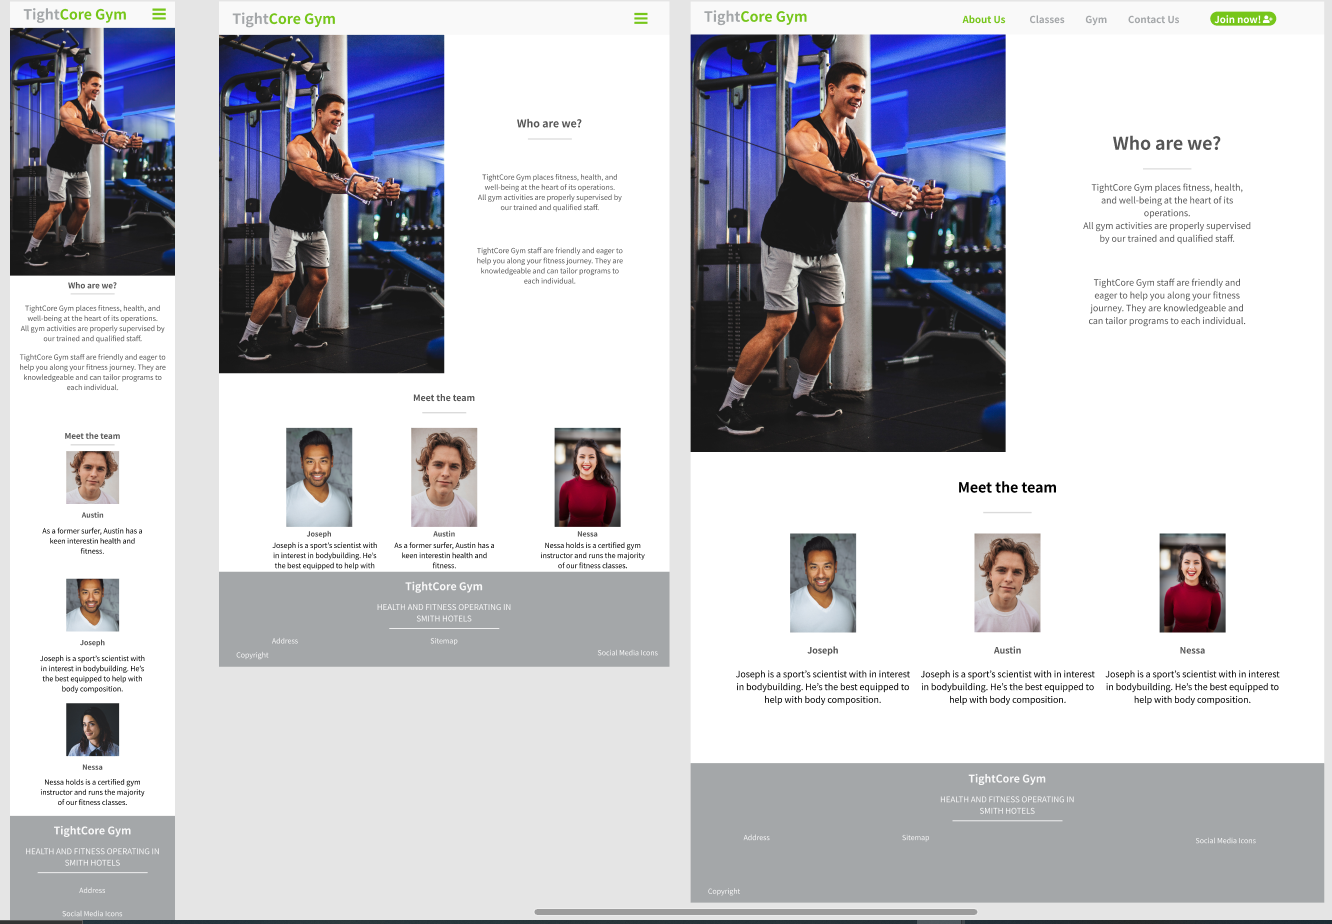 TightCore Gym
Who are we?
TightCore Gym places fitness, health, and
well-being at the heart of its operations.
All gym activities are properly supervised by
our trained and qualified staff.
TightCore Gym staff are friendly and eager to
help you along your fitness journey. They are
knowledgeable and can tailor programs to
each individual.
Meet the team
Austin
As a former surfer, Austin has a
keen interestin health and
fitness.
Joseph
Joseph is a sport's scientist with
in interest in bodybuilding. He's
the best equipped to help with
body composition.
Nessa
Nessa holds is a certified gym
instructor and runs the majority
of our fitness classes.
TightCore Gym
HEALTH AND FITNESS OPERATING IN
SMITH HOTELS
Address
Social Media Icons
TightCore Gym
Who are we?
TightCore Gym places fitness, health, and
well-being at the heart of its operations.
All gym activities are properly supervised by
our trained and qualified staff.
TightCore Gym staff are friendly and eager to
help you along your fitness journey. They are
knowledgeable and can tailor programs to
each individual.
Meet the team
Joseph
Joseph is a sport's scientist with
in interest in bodybuilding. He's
the best equipped to help with
Austin
As a former surfer, Austin has a
keen interestin health and
fitness.
Nessa
Nessa holds is a certified gym
instructor and runs the majority
of our fitness classes.
TightCore Gym
HEALTH AND FITNESS OPERATING IN
SMITH HOTELS
Address
Sitemap
Social Media Icons
Copyright
TightCore Gym
About Us
Classes
Gym
Contact Us
Join now!
Who are we?
TightCore Gym places fitness, health,
and well-being at the heart of its
operations.
All gym activities are properly supervised
by our trained and qualified staff.
TightCore Gym staff are friendly and
eager to help you along your fitness
journey. They are knowledgeable and
can tailor programs to each individual.
Meet the team
Joseph
Joseph is a sport's scientist with in interest
in bodybuilding. He's the best equipped to
help with body composition.
Austin
Joseph is a sport's scientist with in interest
in bodybuilding. He's the best equipped to
help with body composition.
Nessa
Joseph is a sport's scientist with in interest
in bodybuilding. He's the best equipped to
help with body composition.
TightCore Gym
HEALTH AND FITNESS OPERATING IN
SMITH HOTELS
Address
Sitemap
Social Media Icons
Copyright